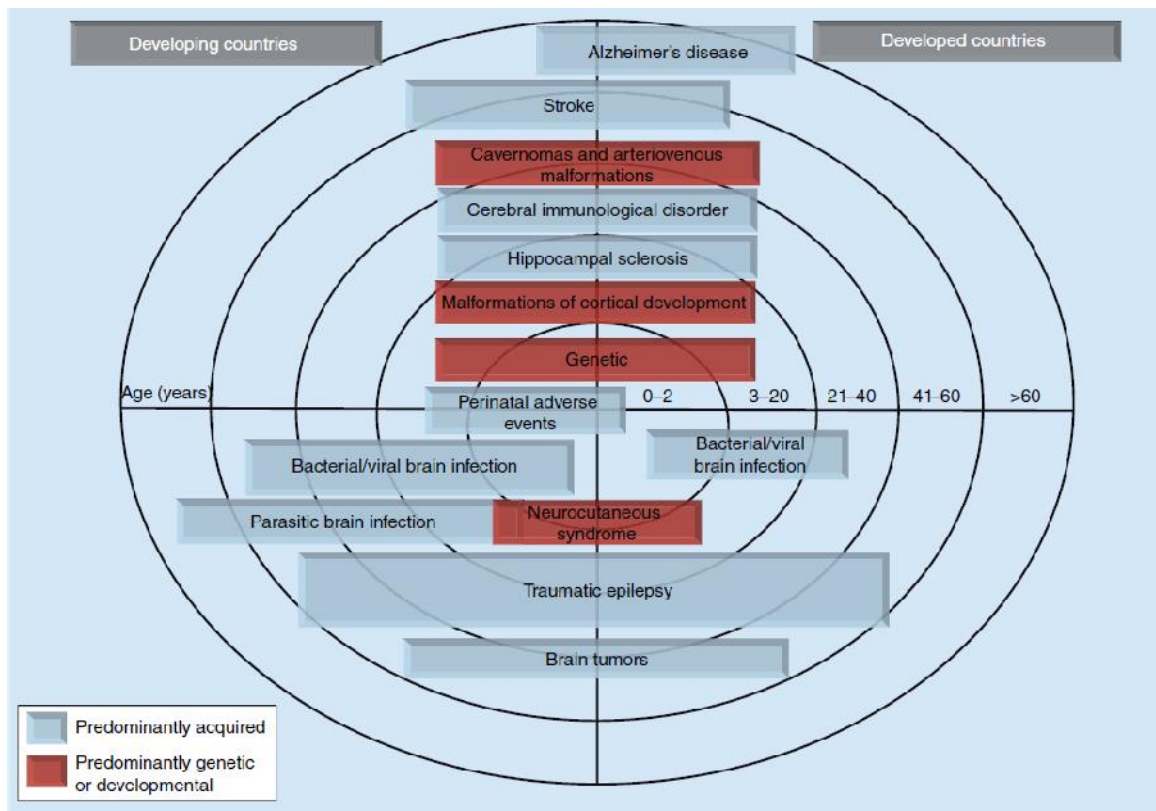 Developing countries
Developed countries
Alzheimer's disease
Stroke
Cavernomas and arteriovenous
malformations
Cerebral immunological disorder
Hippocampal sclerosis
Malformations of cortical development
Genetic
Age (years)
0–2
3–20
21–40
41–60
>60
Perinatal adverse
events
Bacterial/viral brain infection
Bacterial/viral
brain infection
Parasitic brain infection
Neurocutaneous
syndrome
Traumatic epilepsy
Brain tumors
Predominantly acquired
Predominantly genetic
or developmental